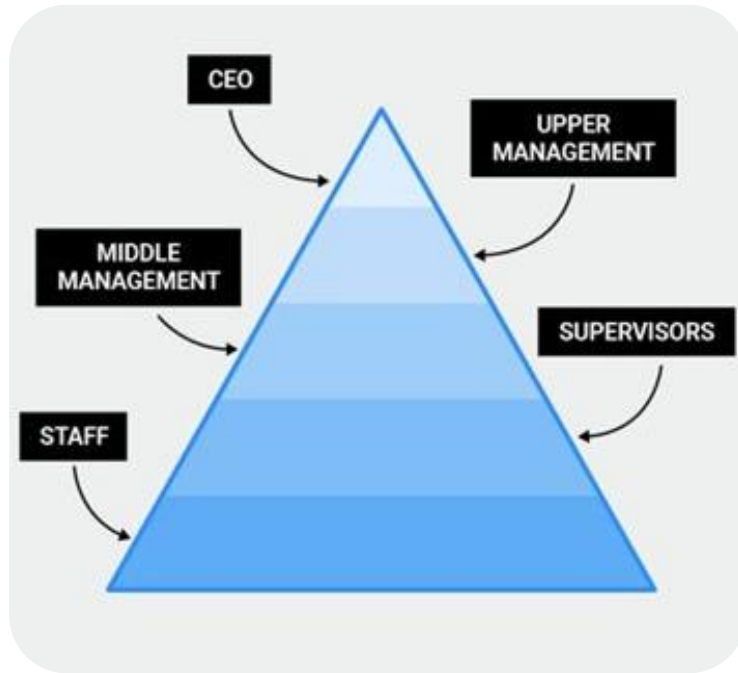 CEO
UPPER
MANAGEMENT
MIDDLE
MANAGEMENT
SUPERVISORS
STAFF